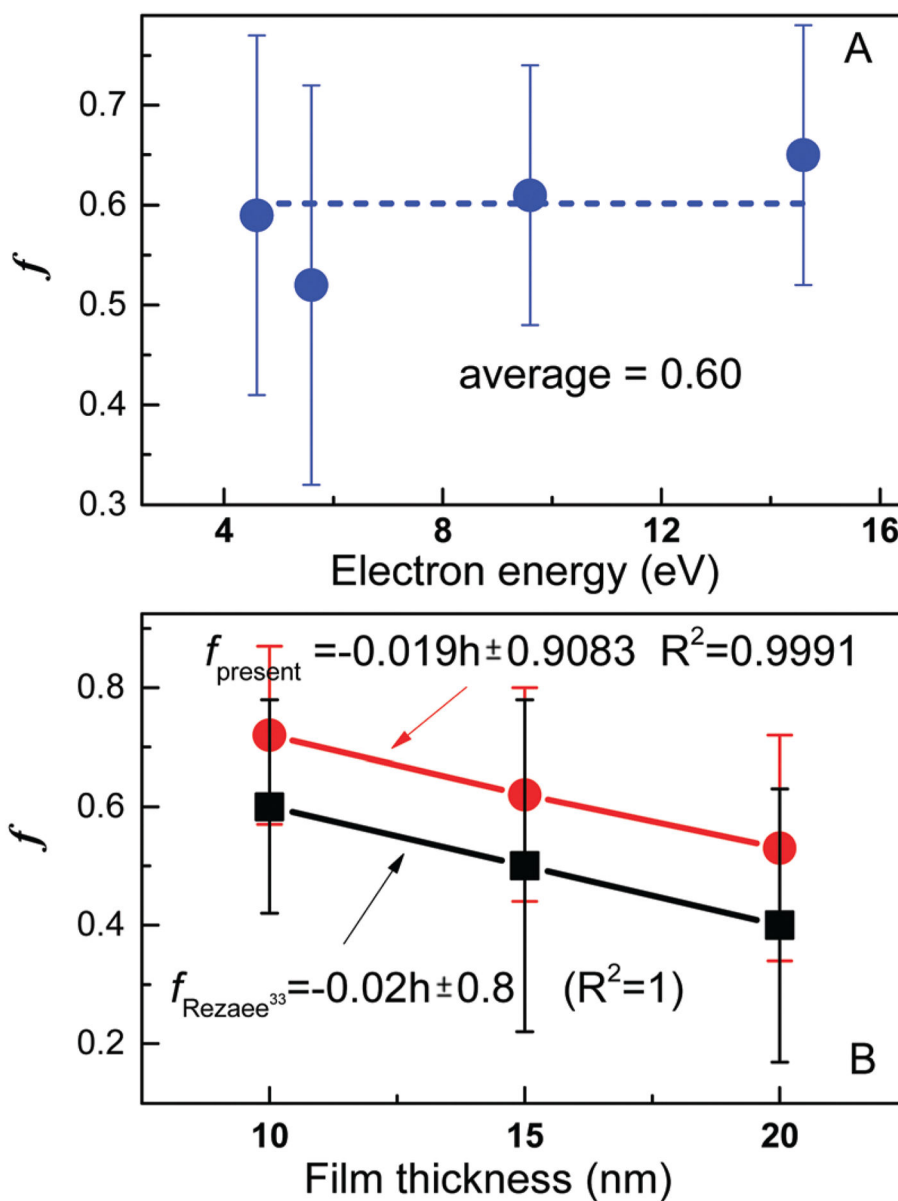 A
0.7
0.6
0.5
0.4
0.3
f
average = 0.60
4 8 12 16
Electron energy (eV)
f present =-0.019h±0.9083 R²=0.9991
0.8
0.6
0.4
0.2
f
f Rezaee³³=-0.02h±0.8 (R²=1)
B
10 15 20
Film thickness (nm)